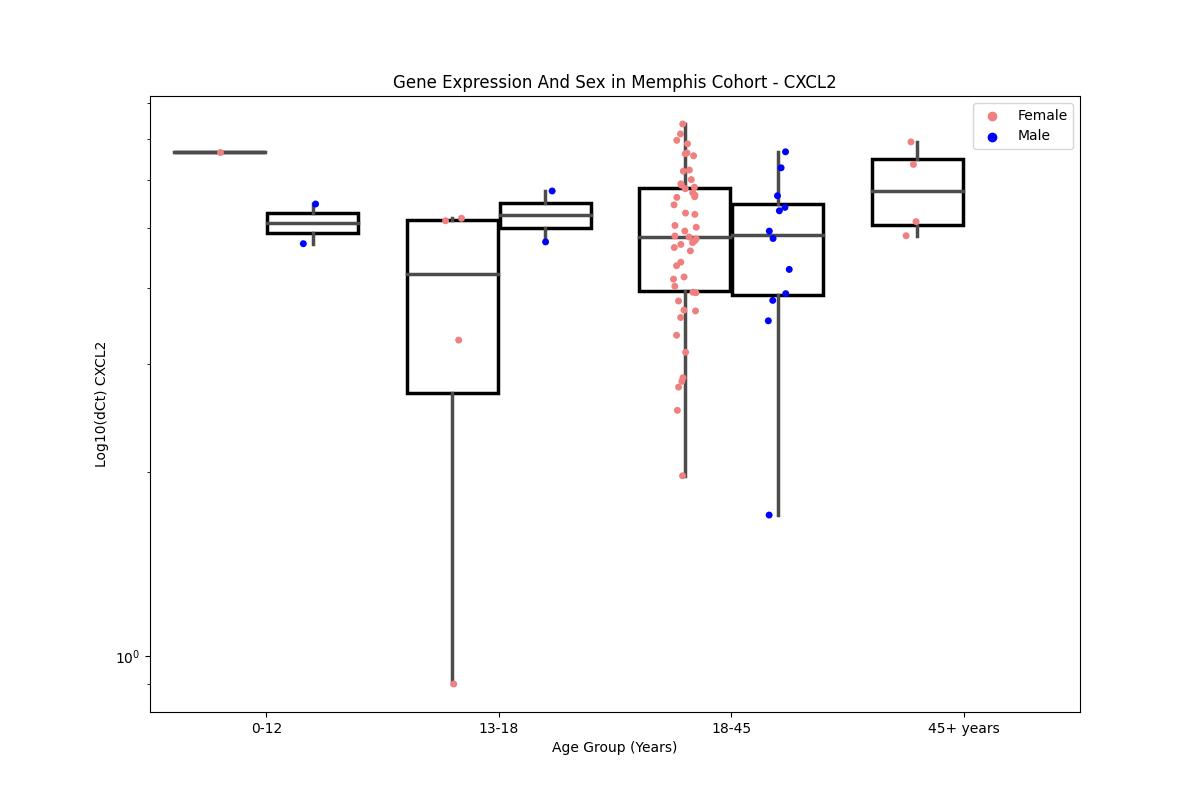 Gene Expression And Sex in Memphis Cohort - CXCL2
Female
Male
Log10(dCt) CXCL2
10⁰
0-12
13-18
18-45
45+ years
Age Group (Years)